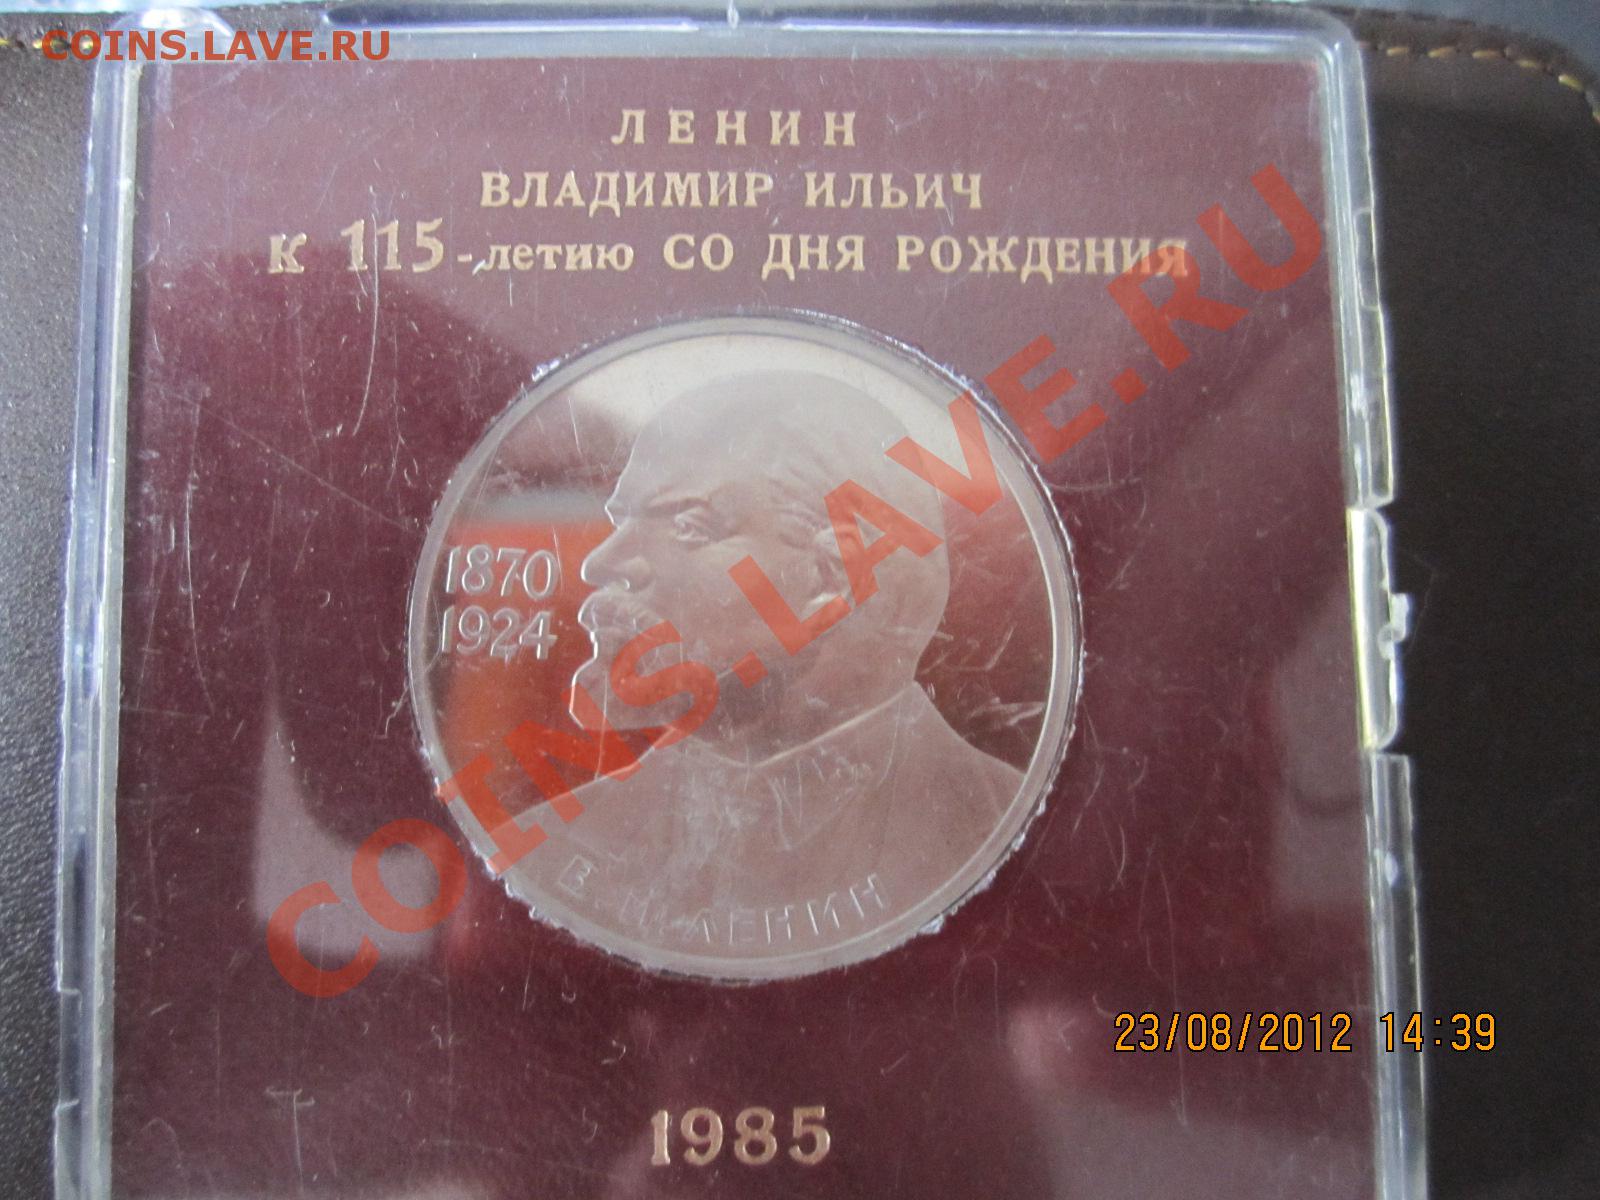 COINS.LAVE.RU
ЛЕНИН
ВЛАДИМИР ИЛЬИЧ
К 115-летию СО ДНЯ РОЖДЕНИЯ
1870
1924
В.И.ЛЕНИН
COINS.LAVE.RU
23/08/2012 14:39
1985